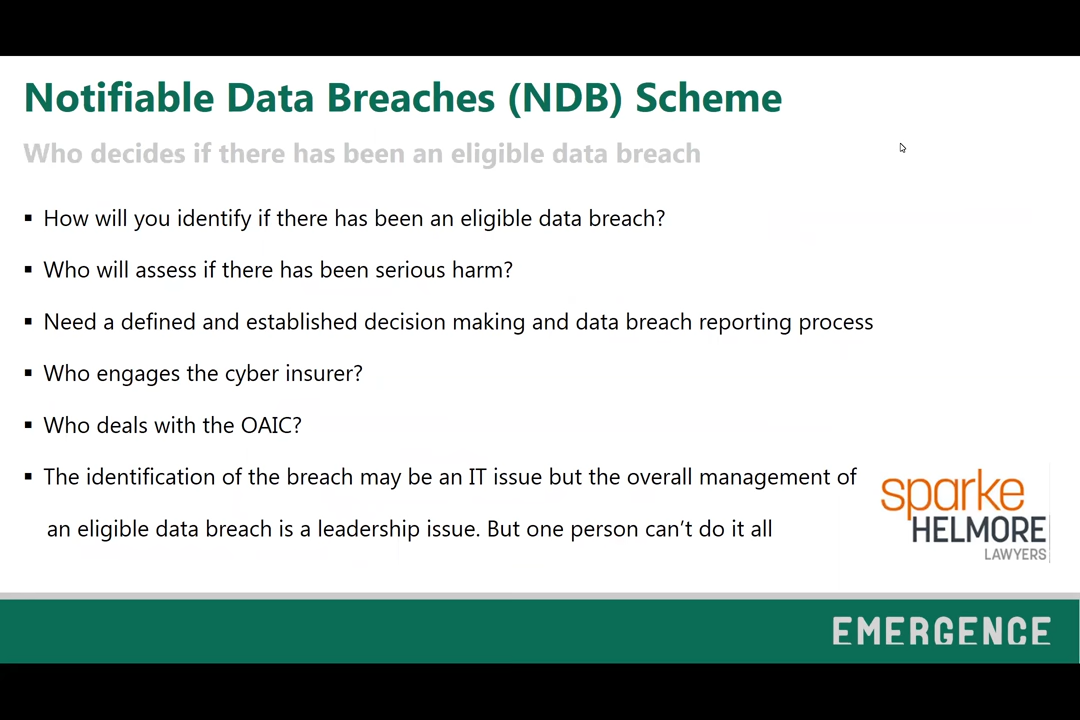 Notifiable Data Breaches (NDB) Scheme
Who decides if there has been an eligible data breach
▪ How will you identify if there has been an eligible data breach?
▪ Who will assess if there has been serious harm?
▪ Need a defined and established decision making and data breach reporting process
▪ Who engages the cyber insurer?
▪ Who deals with the OAIC?
▪ The identification of the breach may be an IT issue but the overall management of
an eligible data breach is a leadership issue. But one person can’t do it all
sparke
HELMORE
LAWYERS
EMERGENCE